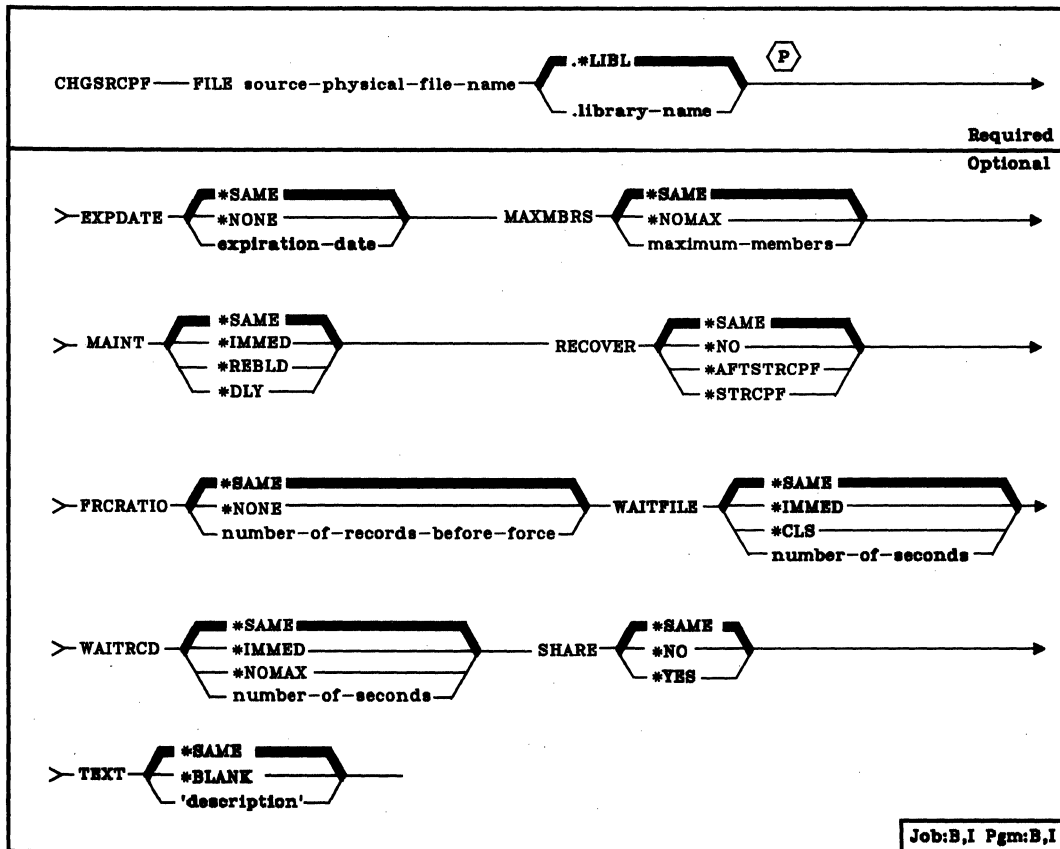 .*LIBL
P
CHGSRCPF FILE source-physical-file-name
.library-name
Required
Optional
*SAME *SAME
EXPDATE *NONE MAXMBRS *NOMAX
expiration-date maximum-members
*SAME *SAME
MAINT *IMMED RECOVER *NO
*REBLD *AFTSTRCPF
*DLY *STRCPF
*SAME *SAME
FRCRATIO *NONE WAITFILE *IMMED
number-of-records-before-force *CLS
number-of-seconds
*SAME *SAME
WAITRCD *IMMED SHARE *NO
*NOMAX *YES
number-of-seconds
*SAME
TEXT *BLANK
'description'
Job:B,I Pgm:B,I